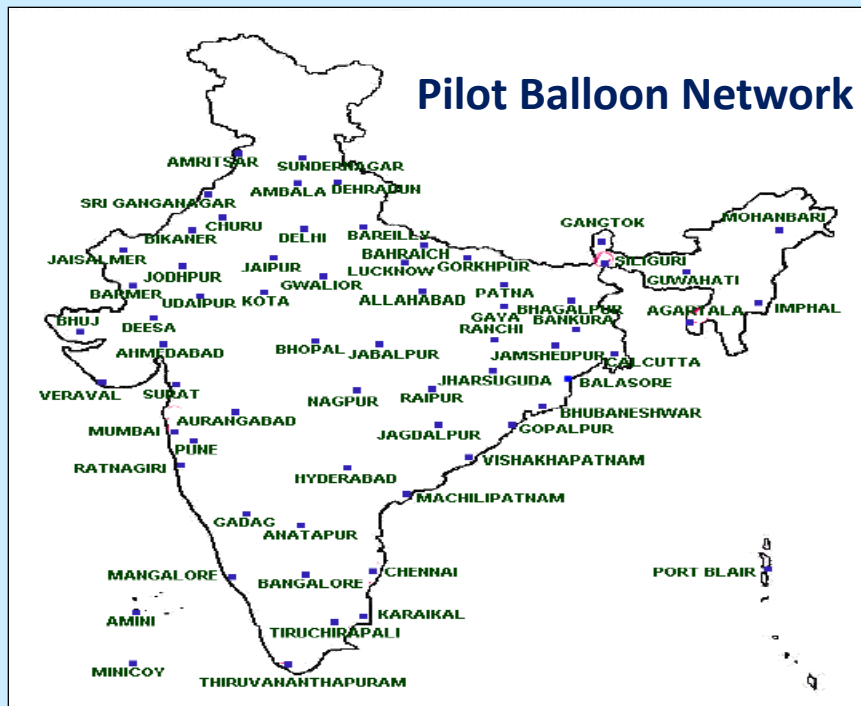 Pilot Balloon Network
AMRITSAR
SUNDERNAGAR
AMBALA
DEHRADUN
SRI GANGANAGAR
CHURU
GANGTOK
MOHANBARI
BIKANER
DELHI
BAREILLY
JAISALMER
BAHRAICH
SILIGURI
JODHPUR
JAIPUR
LUCKNOW
GORKHPUR
GUWAHATI
GWALIOR
BARMER
UDAIPUR
KOTA
ALLAHABAD
PATNA
BHAGALPUR
IMPHAL
BHUJ
DEESA
GAYA
BANKURA
AGARTALA
RANCHI
AHMEDABAD
BHOPAL
JABALPUR
JAMSHEDPUR
CALCUTTA
JHARSUGUDA
BALASORE
VERAVAL
SURAT
NAGPUR
RAIPUR
AURANGABAD
BHUBANESHWAR
MUMBAI
JAGDALPUR
GOPALPUR
PUNE
RATNAGIRI
VISHAKHAPATNAM
HYDERABAD
MACHILIPATNAM
GADAG
ANATAPUR
MANGALORE
BANGALORE
CHENNAI
PORT BLAIR
AMINI
KARAIKAL
TIRUCHIRAPALI
MINICOY
THIRUVANANTHAPURAM